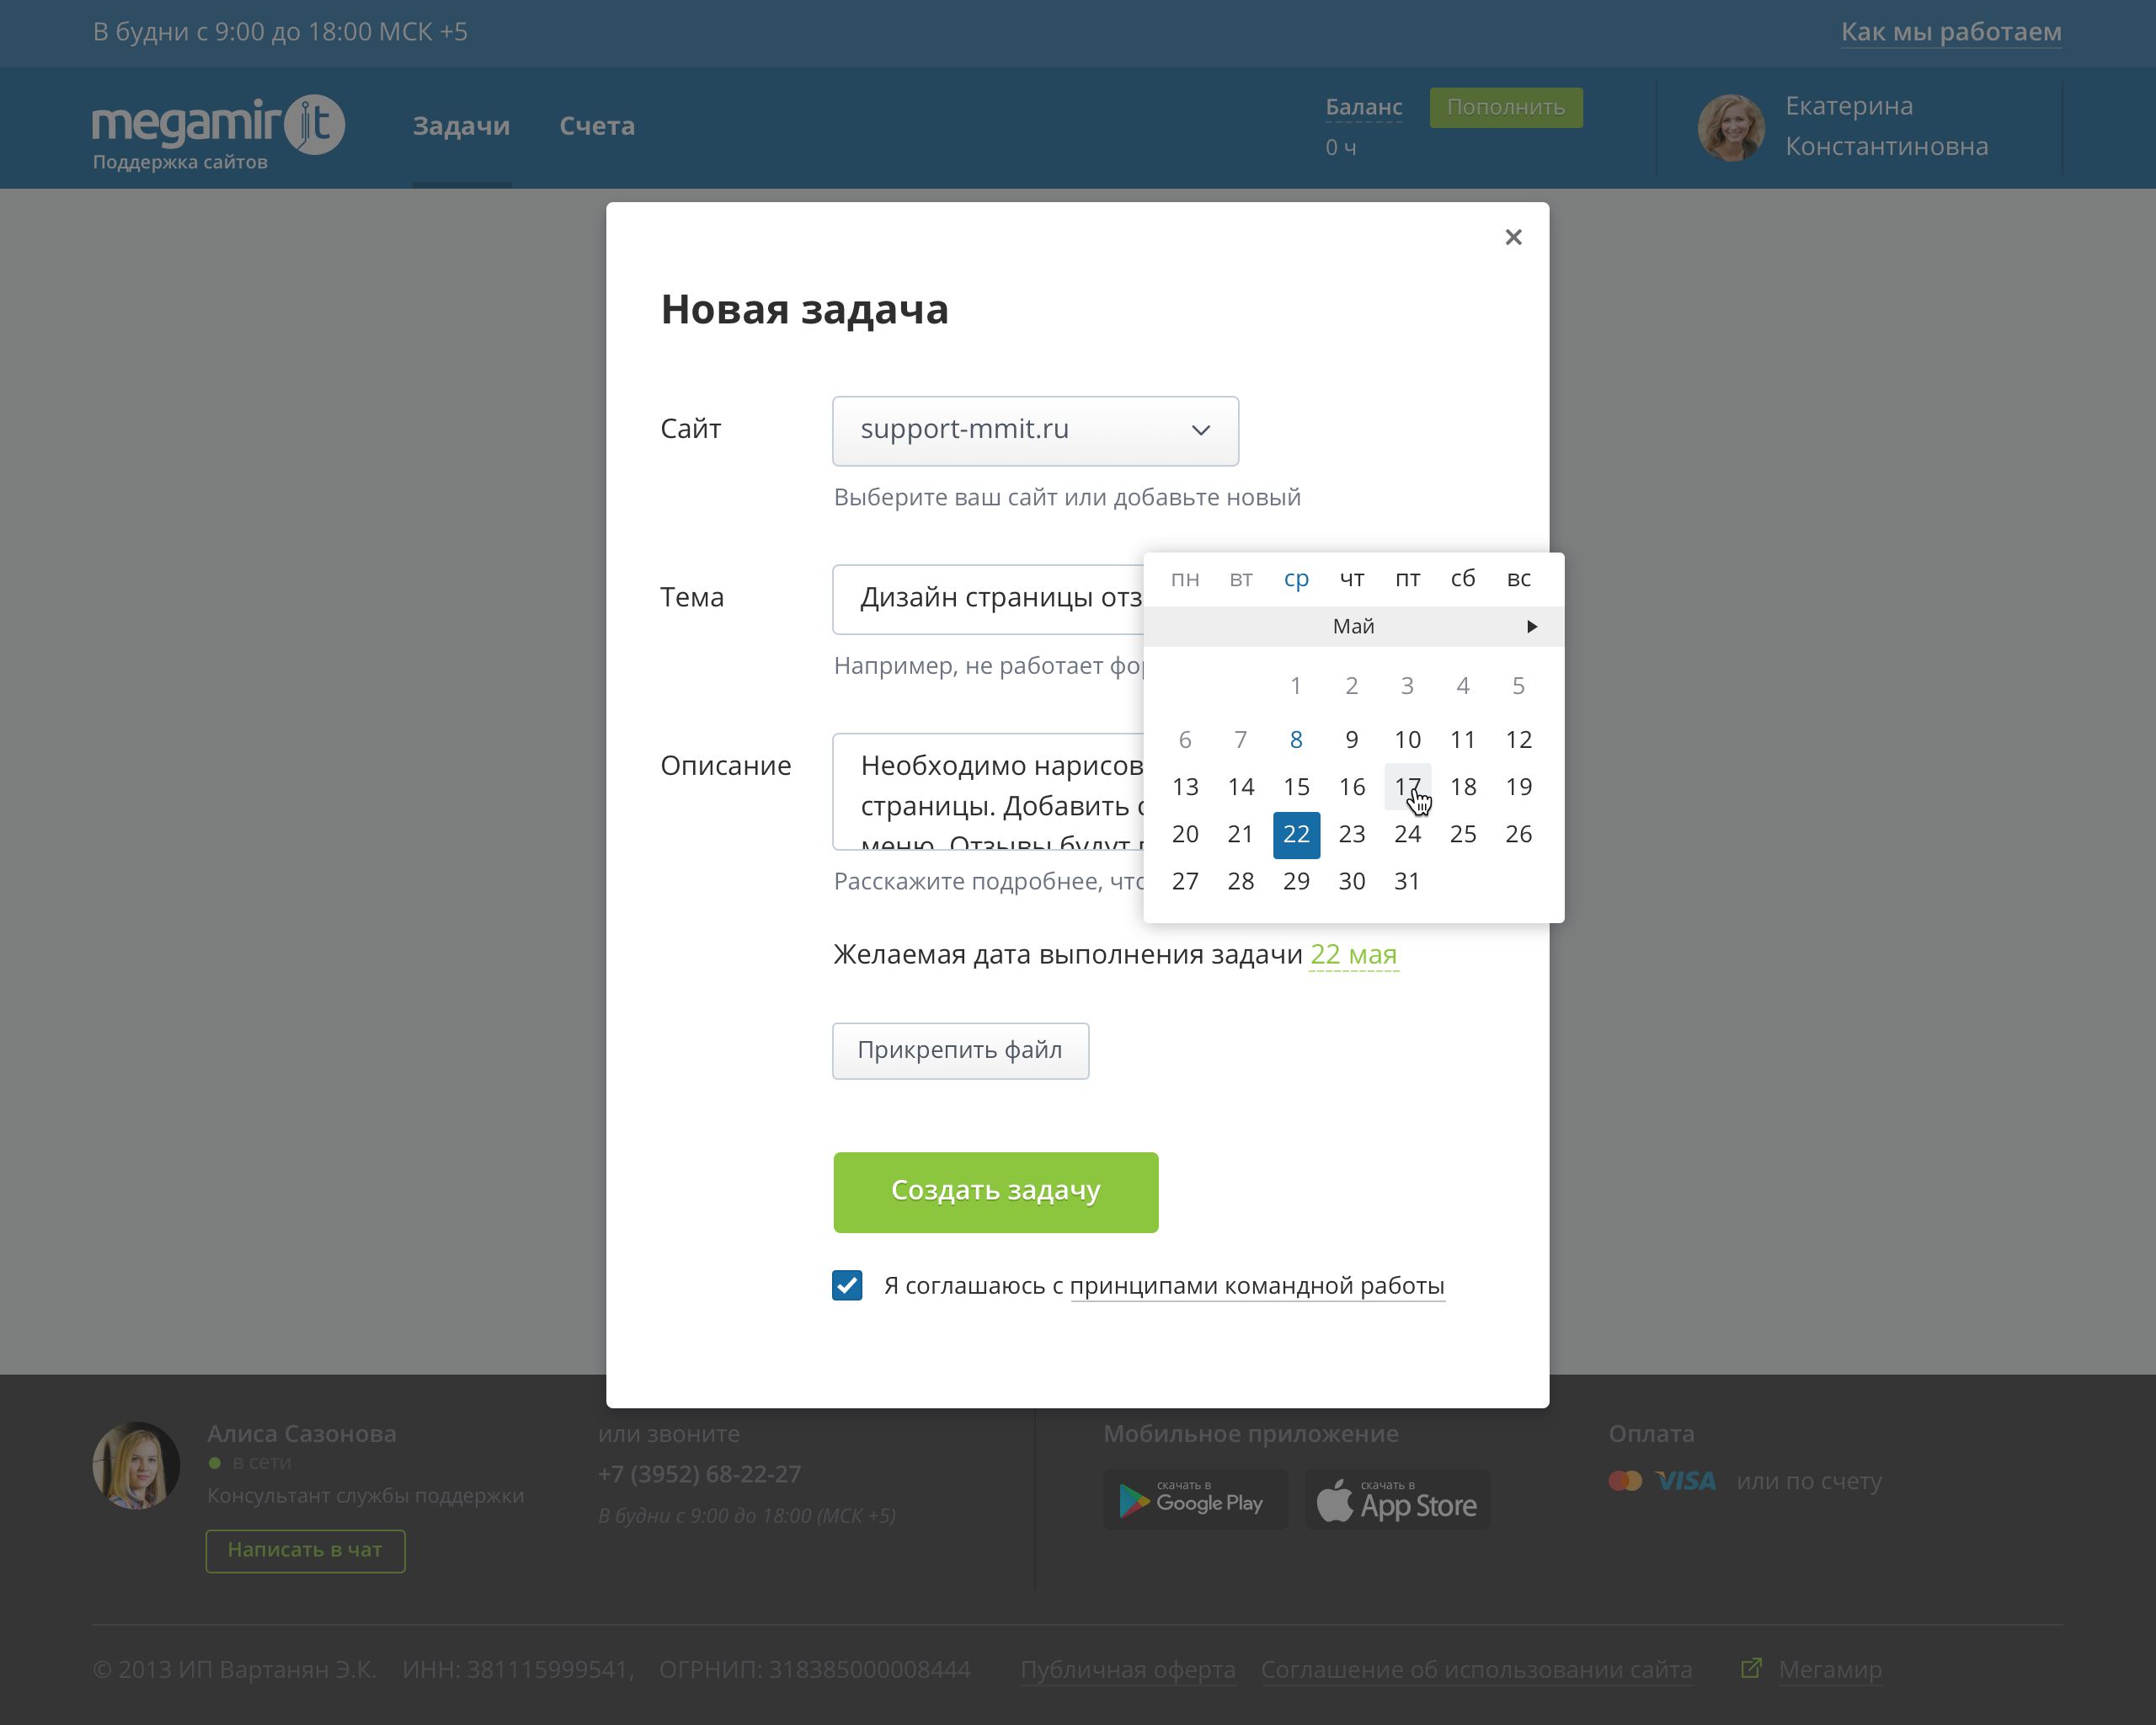 В будни с 9:00 до 18:00 МСК +5
Как мы работаем
megamir it
Поддержка сайтов
Задачи
Счета
Баланс
Пополнить
0 ч
Екатерина
Константиновна
Новая задача
Сайт
support-mmit.ru
Выберите ваш сайт или добавьте новый
Тема
Дизайн страницы отз
Например, не работает фор
Описание
Необходимо нарисов
страницы. Добавить с
меню. Отзывы будут п
Расскажите подробнее, что
пн вт ср чт пт сб вс
Май
1 2 3 4 5
6 7 8 9 10 11 12
13 14 15 16 17 18 19
20 21 22 23 24 25 26
27 28 29 30 31
Желаемая дата выполнения задачи 22 мая
Прикрепить файл
Создать задачу
Я соглашаюсь с принципами командной работы
Алиса Сазонова
в сети
Консультант службы поддержки
Написать в чат
или звоните
+7 (3952) 68-22-27
В будни с 9:00 до 18:00 (МСК +5)
Мобильное приложение
скачать в
Google Play
скачать в
App Store
Оплата
VISA или по счету
© 2013 ИП Вартанян Э.К. ИНН: 381115999541, ОГРНИП: 318385000008444 Публичная оферта Соглашение об использовании сайта Мегамир